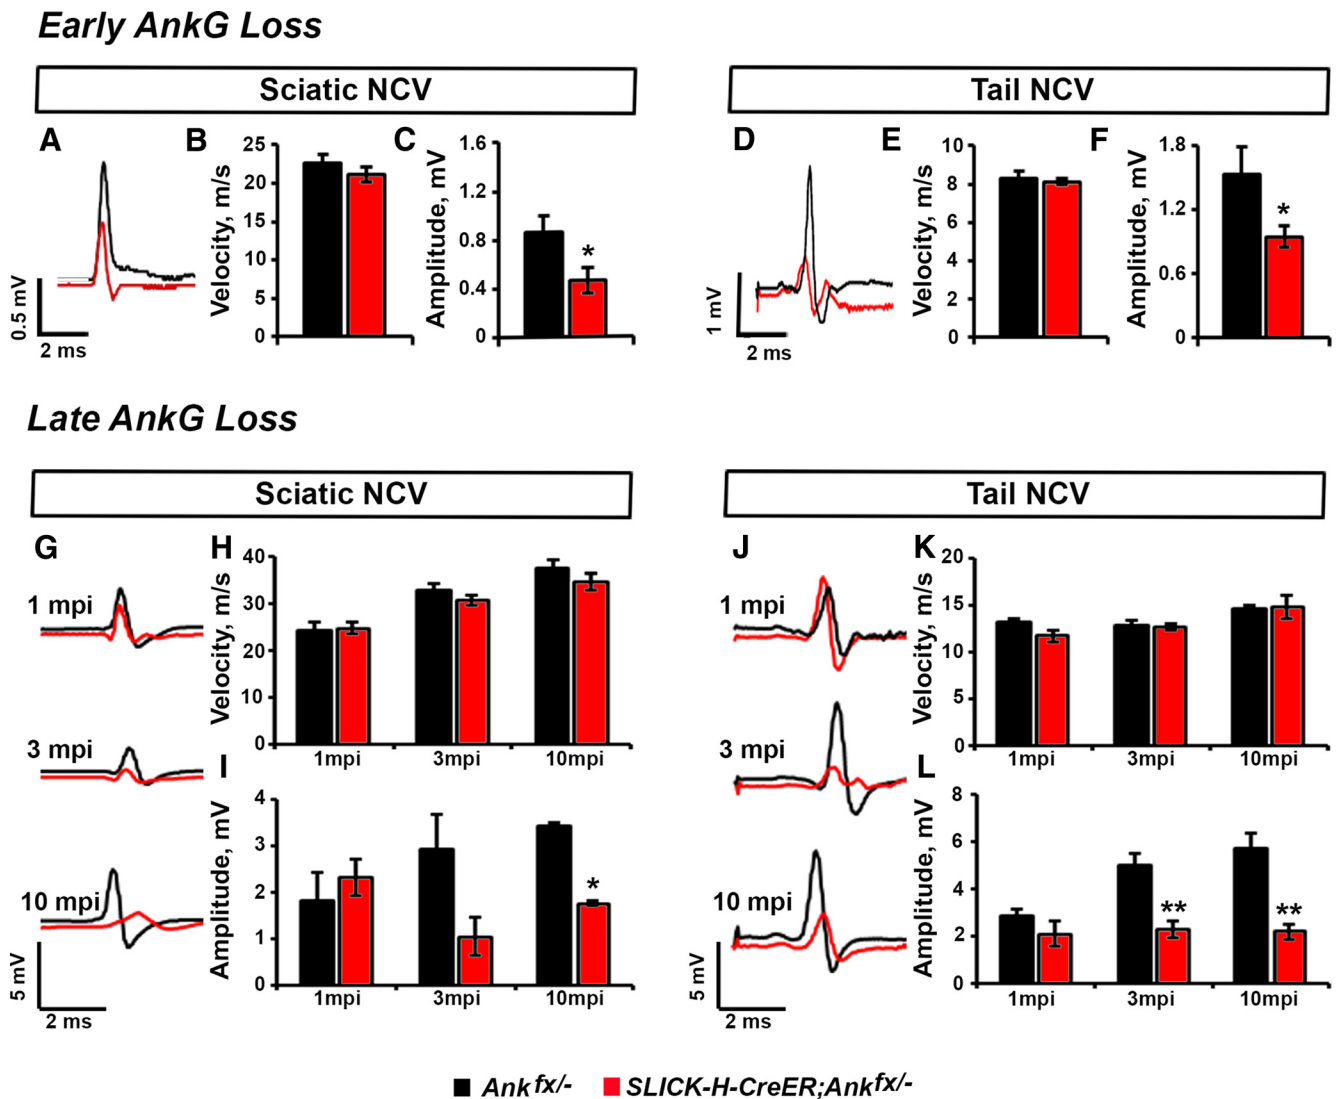 Early AnkG Loss
Sciatic NCV
Tail NCV
A
B
C
D
E
F
0.5 mV
2 ms
Velocity, m/s
25
20
15
10
5
0
Amplitude, mV
1.6
1.2
0.8
0.4
0
*
1 mV
2 ms
Velocity, m/s
10
8
6
4
2
0
Amplitude, mV
1.8
1.2
0.6
0
*
Late AnkG Loss
Sciatic NCV
Tail NCV
G
1 mpi
3 mpi
10 mpi
5 mV
2 ms
H
Velocity, m/s
40
30
20
10
0
1mpi 3mpi 10mpi
I
Amplitude, mV
4
3
2
1
0
*
1mpi 3mpi 10mpi
J
1 mpi
3 mpi
10 mpi
5 mV
2 ms
K
Velocity, m/s
20
15
10
5
0
1mpi 3mpi 10mpi
L
Amplitude, mV
8
6
4
2
0
** **
1mpi 3mpi 10mpi
Ank fx/- SLICK-H-CreER;Ank fx/-